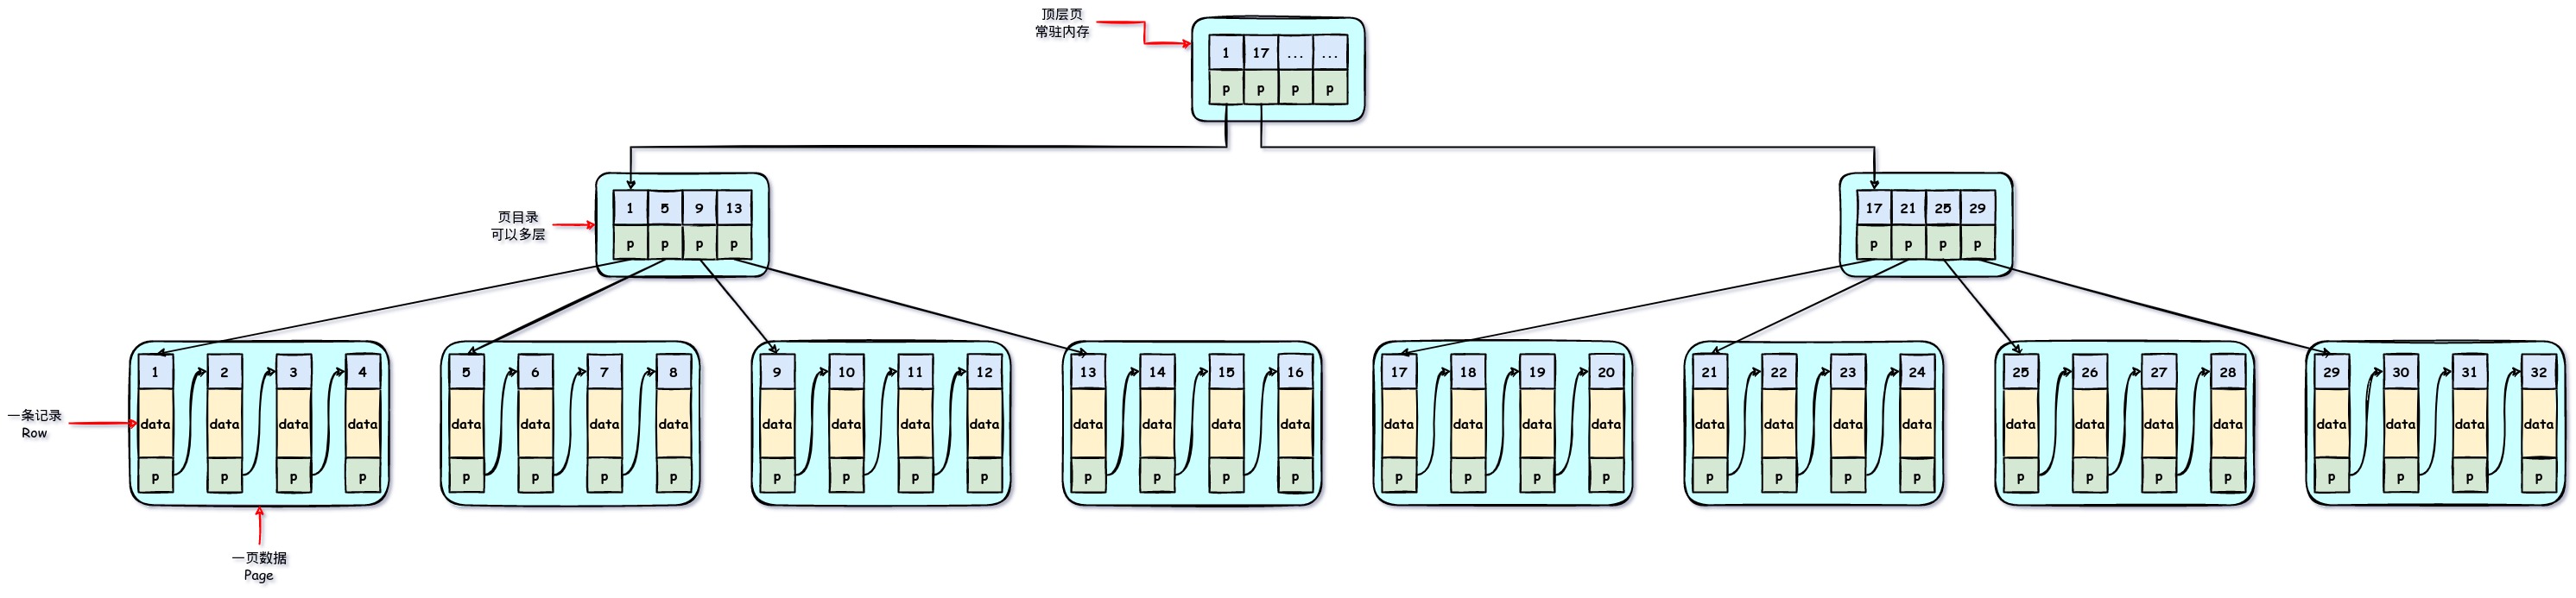 顶层页
常驻内存
1 17 ... ...
p p p p
页目录
可以多层
1 5 9 13
p p p p
17 21 25 29
p p p p
一条记录
Row
1 2 3 4
data data data data
p p p p
5 6 7 8
data data data data
p p p p
9 10 11 12
data data data data
p p p p
13 14 15 16
data data data data
p p p p
17 18 19 20
data data data data
p p p p
21 22 23 24
data data data data
p p p p
25 26 27 28
data data data data
p p p p
29 30 31 32
data data data data
p p p p
一页数据
Page